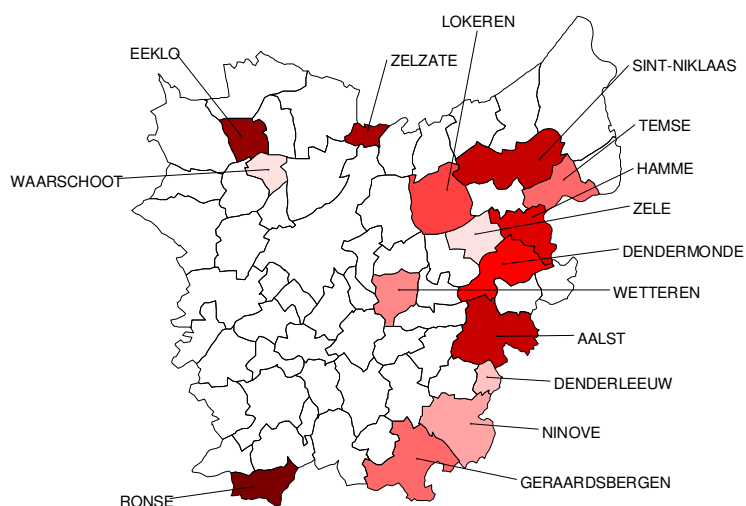 LOKEREN
EEKLO
ZELZATE
SINT-NIKLAAS
TEMSE
HAMME
WAARSCHOOT
ZELE
DENDERMONDE
WETTEREN
AALST
DENDERLEEUW
NINOVE
GERAARDSBERGEN
RONSE